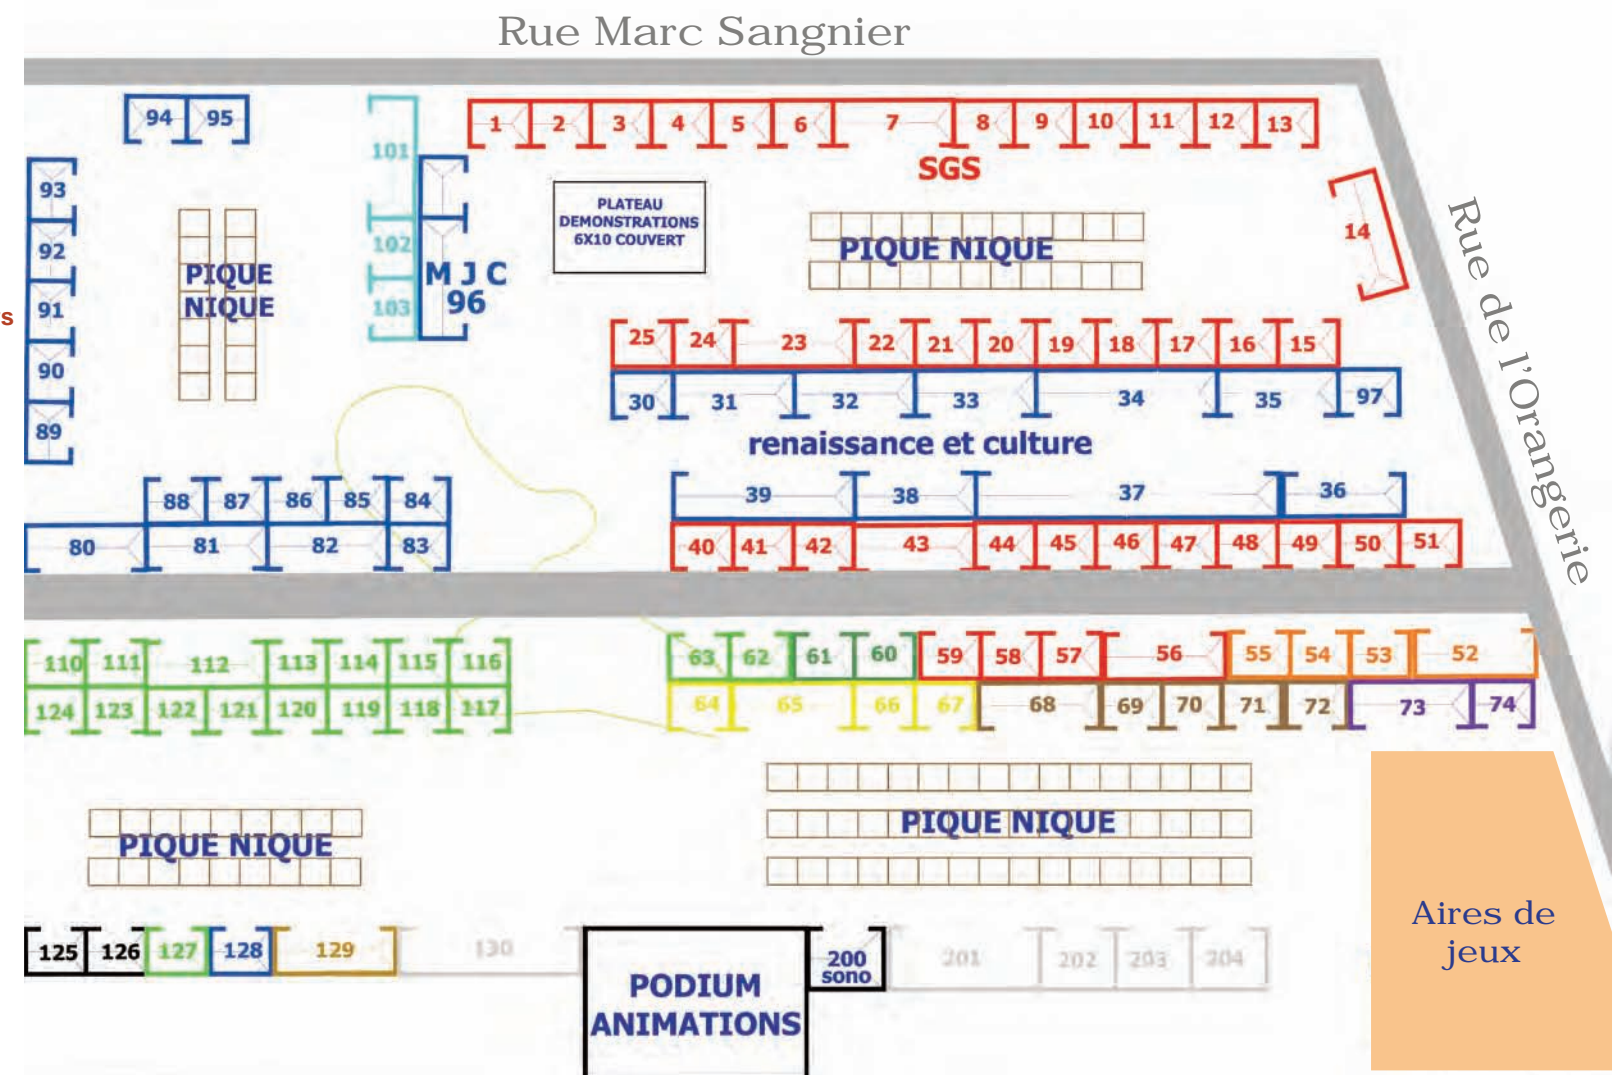 Rue Marc Sangnier
94 95
101
1 2 3 4 5 6 7 8 9 10 11 12 13
SGS
93
PLATEAU
DEMONSTRATIONS
6X10 COUVERT
14
Rue de l'Orangerie
92
102
PIQUE NIQUE
PIQUE
NIQUE
M J C
96
91
103
s
25 24 23 22 21 20 19 18 17 16 15
90
30 31 32 33 34 35 97
89
renaissance et culture
88 87 86 85 84
39 38 37 36
80 81 82 83
40 41 42 43 44 45 46 47 48 49 50 51
110 111 112 113 114 115 116
63 62 61 60 59 58 57 56 55 54 53 52
124 123 122 121 120 119 118 117
64 65 66 67 68 69 70 71 72 73 74
PIQUE NIQUE
PIQUE NIQUE
Aires de
jeux
125 126 127 128 129 130
200
sono
201 202 203 204
PODIUM
ANIMATIONS